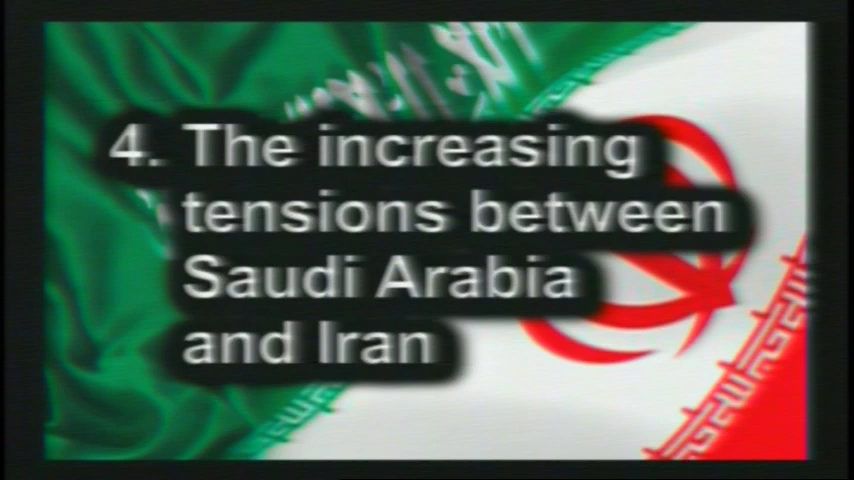 4. The increasing
tensions between
Saudi Arabia
and Iran